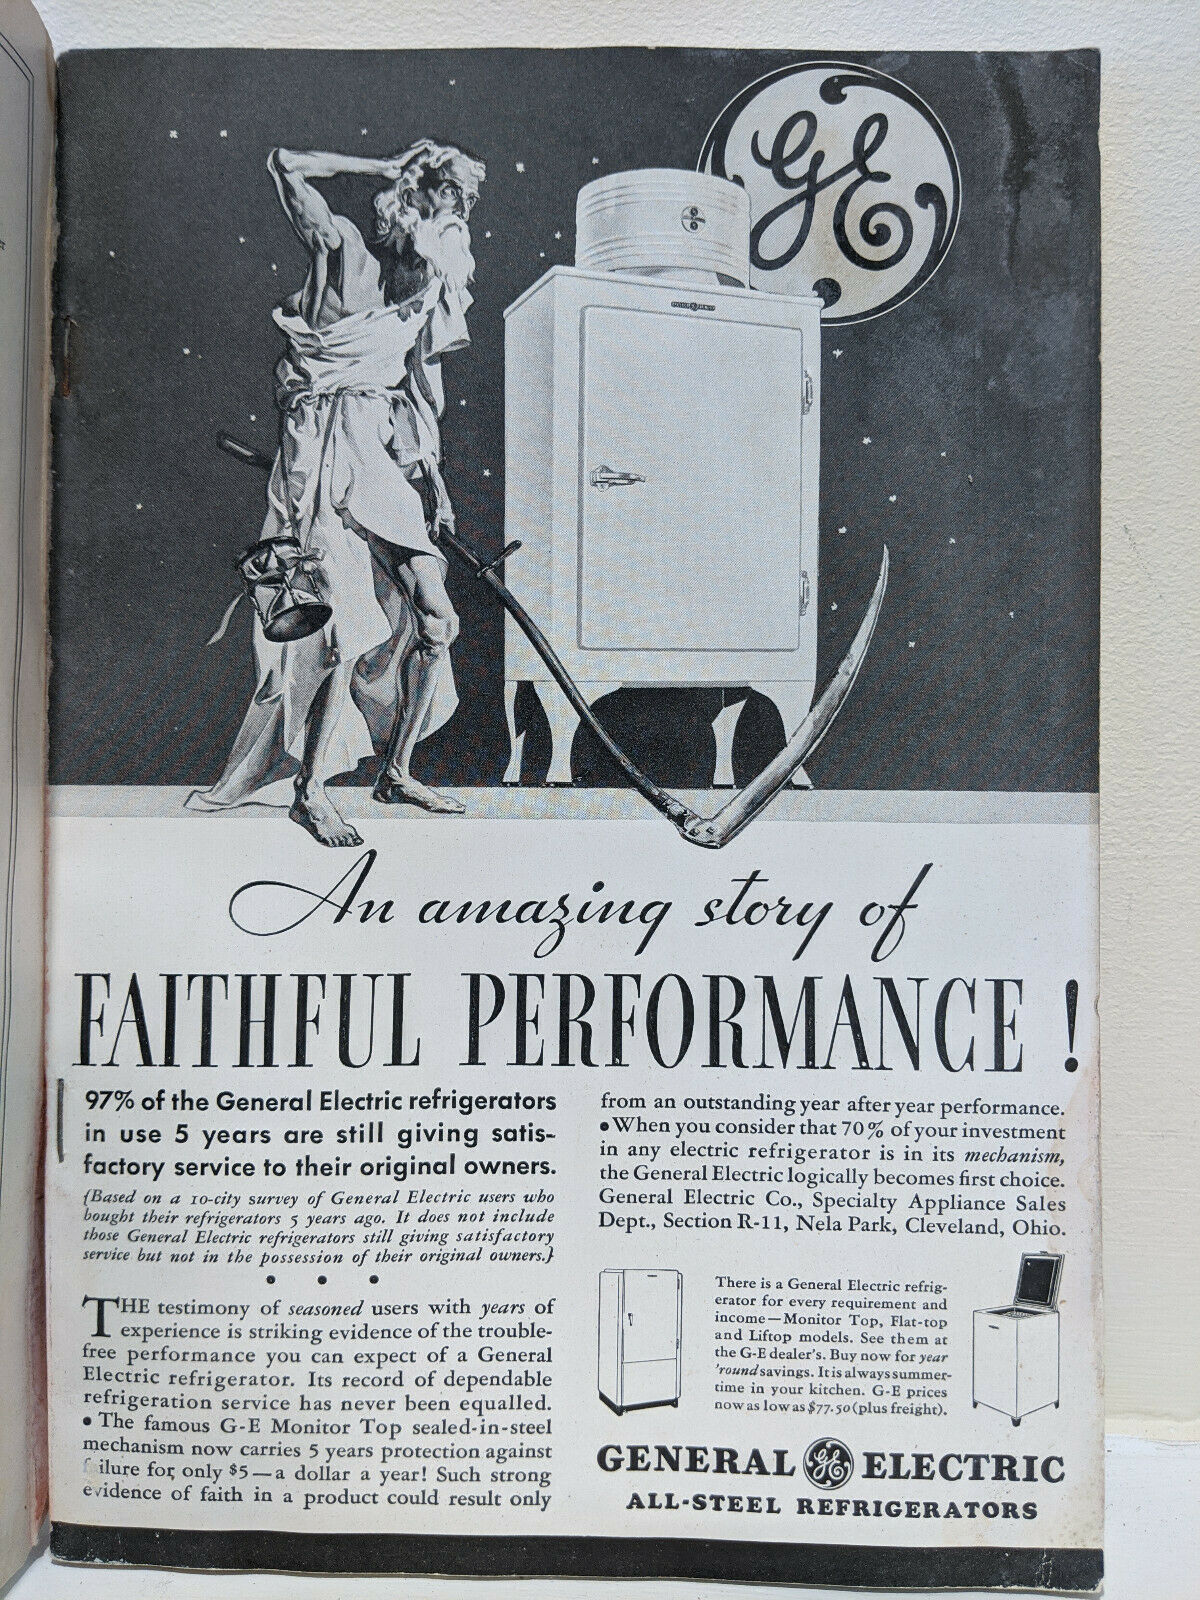 GE
An amazing story of
FAITHFUL PERFORMANCE!
97% of the General Electric refrigerators
in use 5 years are still giving satis-
factory service to their original owners.
{Based on a 10-city survey of General Electric users who
bought their refrigerators 5 years ago. It does not include
those General Electric refrigerators still giving satisfactory
service but not in the possession of their original owners.}
• • •
THE testimony of seasoned users with years of
experience is striking evidence of the trouble-
free performance you can expect of a General
Electric refrigerator. Its record of dependable
refrigeration service has never been equalled.
• The famous G-E Monitor Top sealed-in-steel
mechanism now carries 5 years protection against
failure for only $5—a dollar a year! Such strong
evidence of faith in a product could result only
from an outstanding year after year performance.
• When you consider that 70% of your investment
in any electric refrigerator is in its mechanism,
the General Electric logically becomes first choice.
General Electric Co., Specialty Appliance Sales
Dept., Section R-11, Nela Park, Cleveland, Ohio.
There is a General Electric refrig-
erator for every requirement and
income—Monitor Top, Flat-top
and Liftop models. See them at
the G-E dealer's. Buy now for year
'round savings. It is always summer-
time in your kitchen. G-E prices
now as low as $77.50 (plus freight).
GENERAL GE ELECTRIC
ALL-STEEL REFRIGERATORS